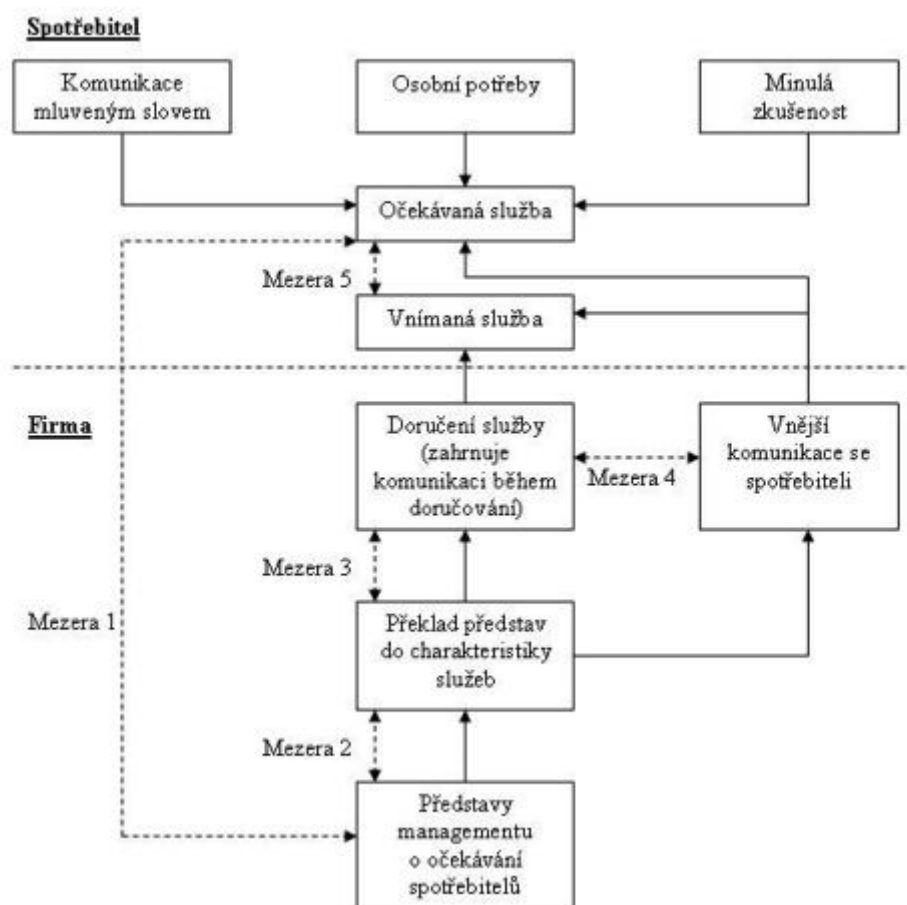 Spotřebitel
Komunikace
mluveným slovem
Osobní potřeby
Minulá
zkušenost
Očekávaná služba
Mezera 5
Vnímaná služba
Firma
Doručení služby
(zahrnuje
komunikaci během
doručování)
Mezera 4
Vnější
komunikace se
spotřebiteli
Mezera 3
Mezera 1
Překlad představ
do charakteristiky
služeb
Mezera 2
Představy
managementu
o očekávání
spotřebitelů